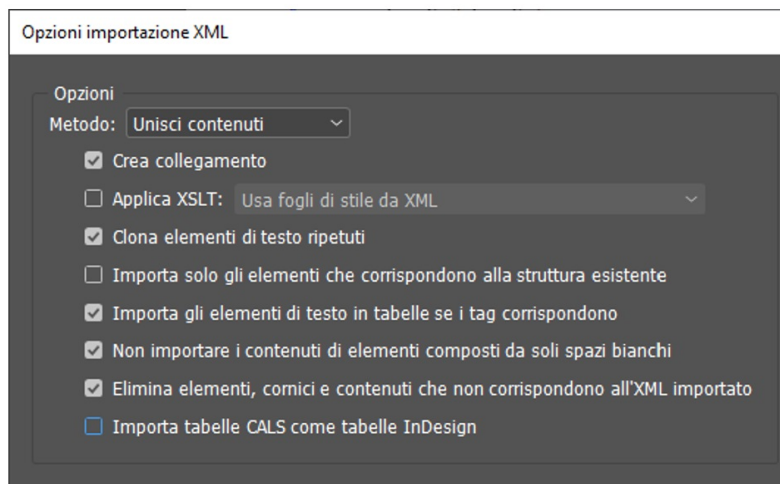 Opzioni importazione XML
Opzioni
Metodo: Unisci contenuti
Crea collegamento
Applica XSLT: Usa fogli di stile da XML
Clona elementi di testo ripetuti
Importa solo gli elementi che corrispondono alla struttura esistente
Importa gli elementi di testo in tabelle se i tag corrispondono
Non importare i contenuti di elementi composti da soli spazi bianchi
Elimina elementi, cornici e contenuti che non corrispondono all'XML importato
Importa tabelle CALS come tabelle InDesign